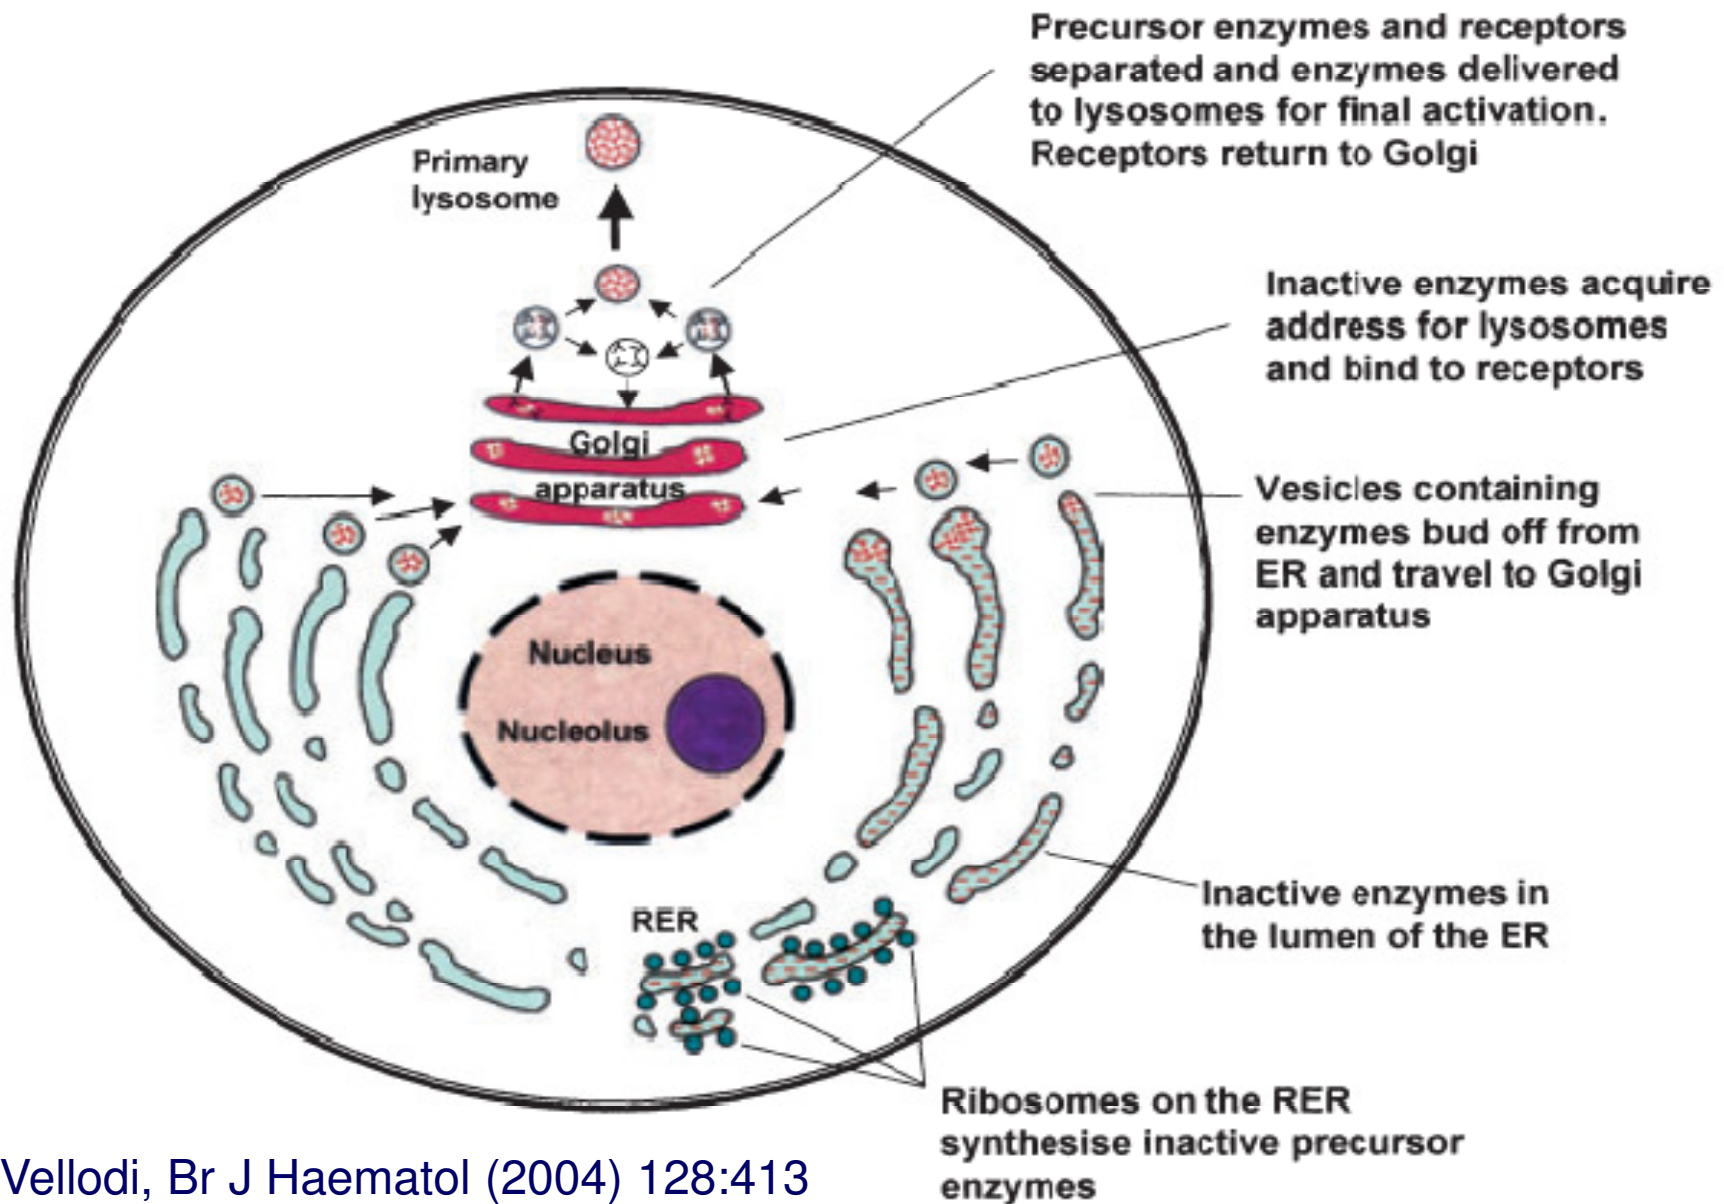 Precursor enzymes and receptors
separated and enzymes delivered
to lysosomes for final activation.
Receptors return to Golgi
Primary
lysosome
Inactive enzymes acquire
address for lysosomes
and bind to receptors
Golgi
apparatus
Vesicles containing
enzymes bud off from
ER and travel to Golgi
apparatus
Nucleus
Nucleolus
Inactive enzymes in
the lumen of the ER
RER
Ribosomes on the RER
synthesise inactive precursor
enzymes
Vellodi, Br J Haematol (2004) 128:413